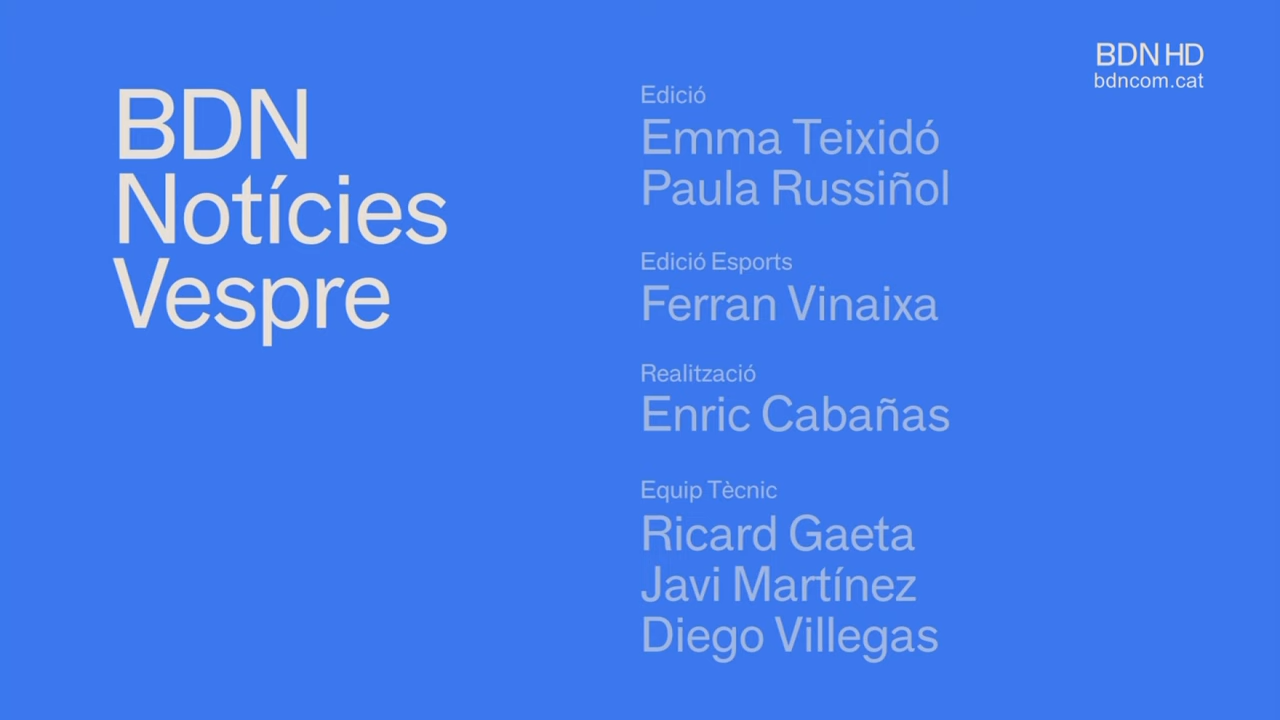 BDN
Notícies
Vespre
Edició
Emma Teixidó
Paula Russiñol
Edició Esports
Ferran Vinaixa
Realització
Enric Cabañas
Equip Tècnic
Ricard Gaeta
Javi Martínez
Diego Villegas
BDN HD
bdncom.cat